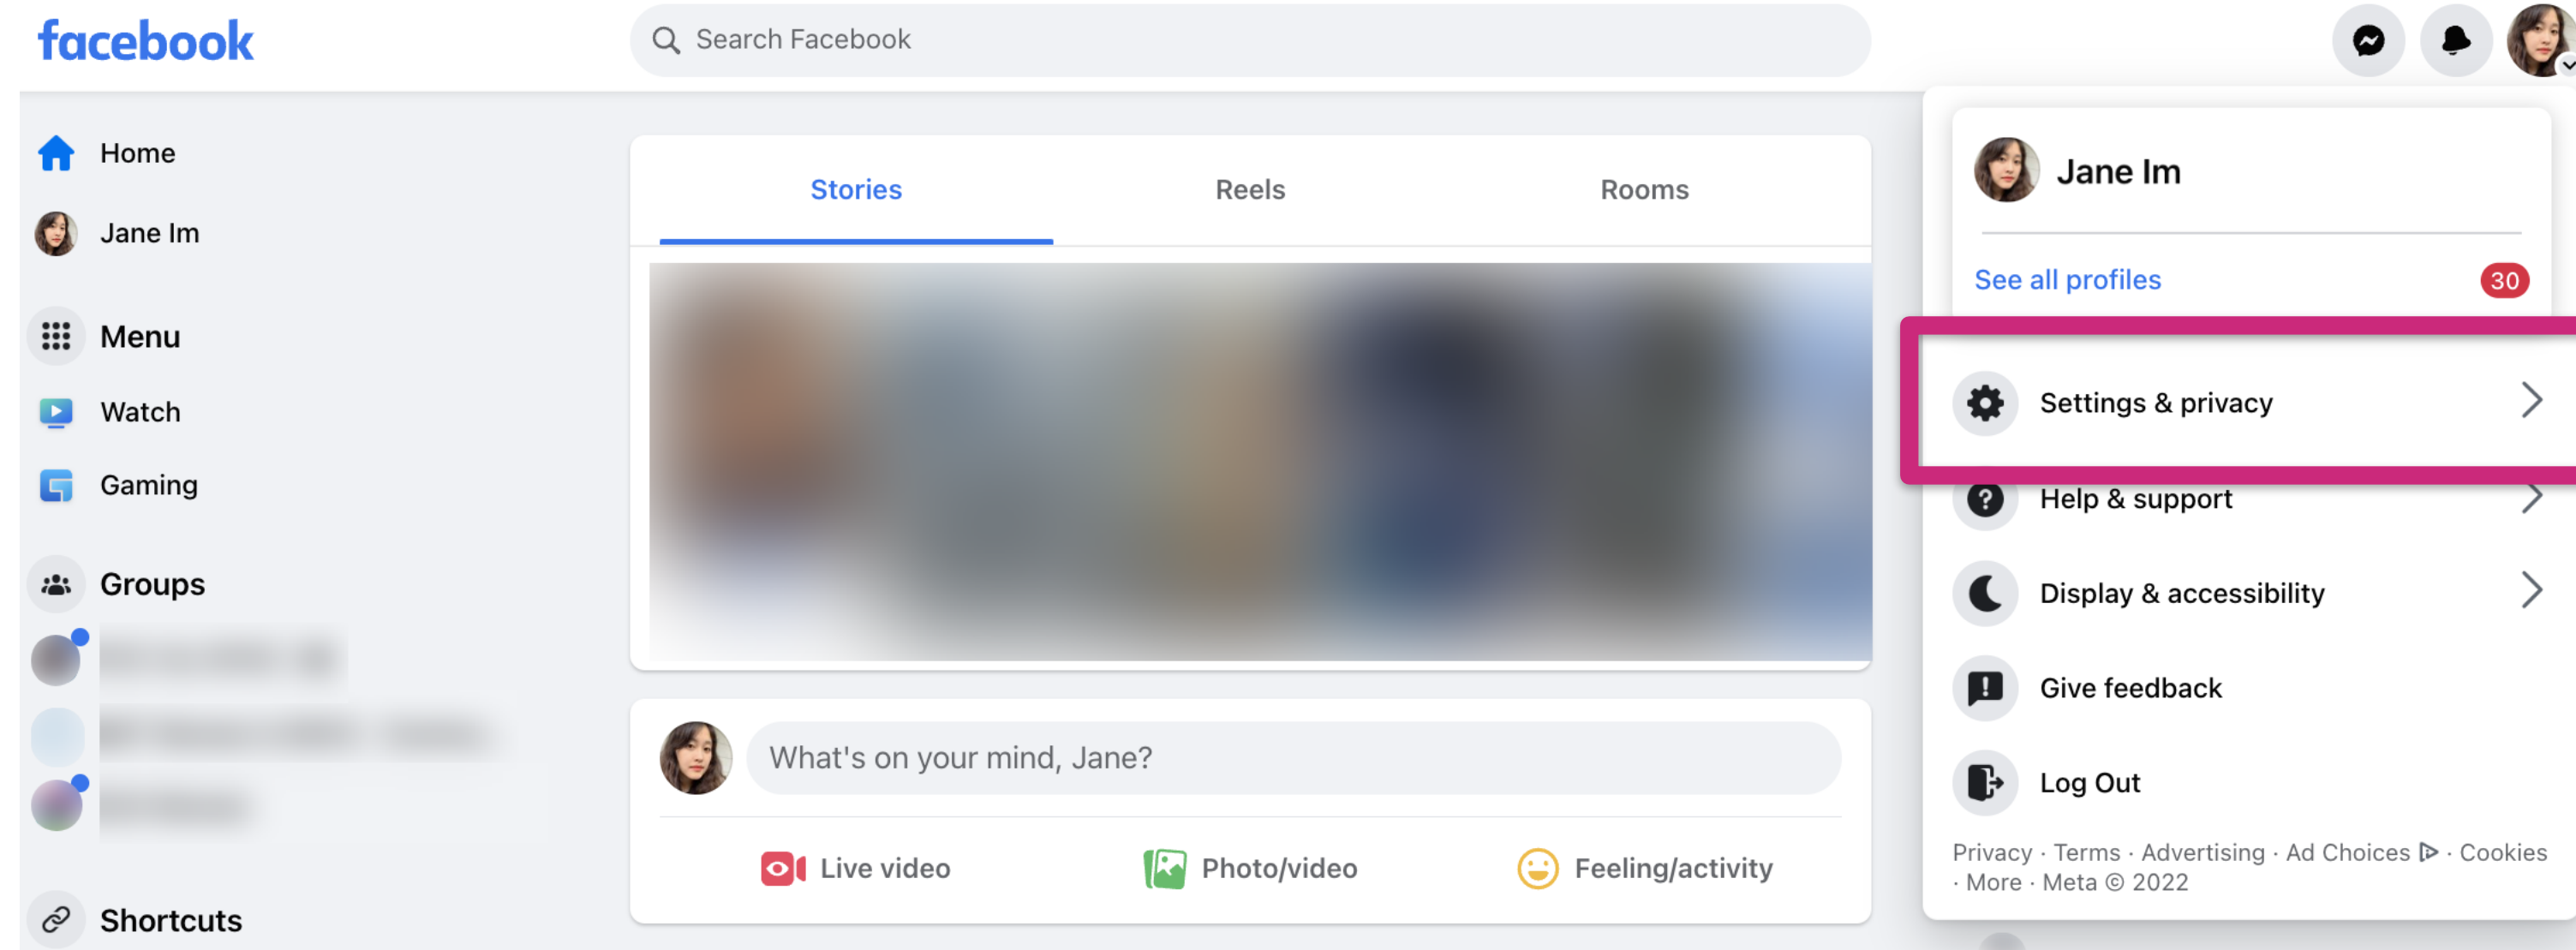 facebook
Search Facebook
Home
Jane Im
Menu
Watch
Gaming
Groups
Shortcuts
Stories Reels Rooms
What's on your mind, Jane?
Live video Photo/video Feeling/activity
Jane Im
See all profiles 30
Settings & privacy
Help & support
Display & accessibility
Give feedback
Log Out
Privacy · Terms · Advertising · Ad Choices · Cookies
· More · Meta © 2022